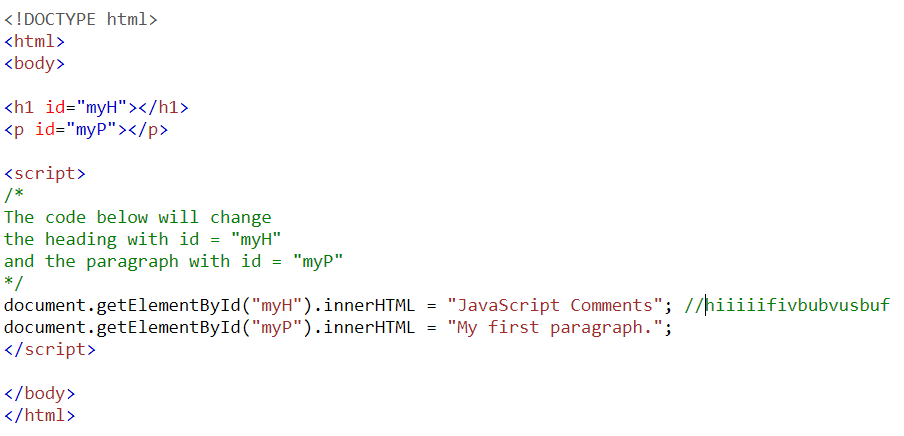 <!DOCTYPE html>
<html>
<body>
<h1 id="myH"></h1>
<p id="myP"></p>
<script>
/*
The code below will change
the heading with id = "myH"
and the paragraph with id = "myP"
*/
document.getElementById("myH").innerHTML = "JavaScript Comments"; //hiiiiifivbubvusbuf
document.getElementById("myP").innerHTML = "My first paragraph.";
</script>
</body>
</html>